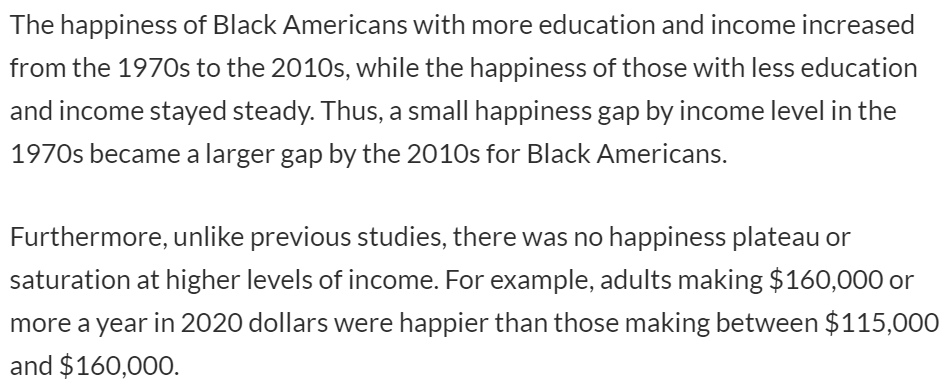 The happiness of Black Americans with more education and income increased
from the 1970s to the 2010s, while the happiness of those with less education
and income stayed steady. Thus, a small happiness gap by income level in the
1970s became a larger gap by the 2010s for Black Americans.
Furthermore, unlike previous studies, there was no happiness plateau or
saturation at higher levels of income. For example, adults making $160,000 or
more a year in 2020 dollars were happier than those making between $115,000
and $160,000.